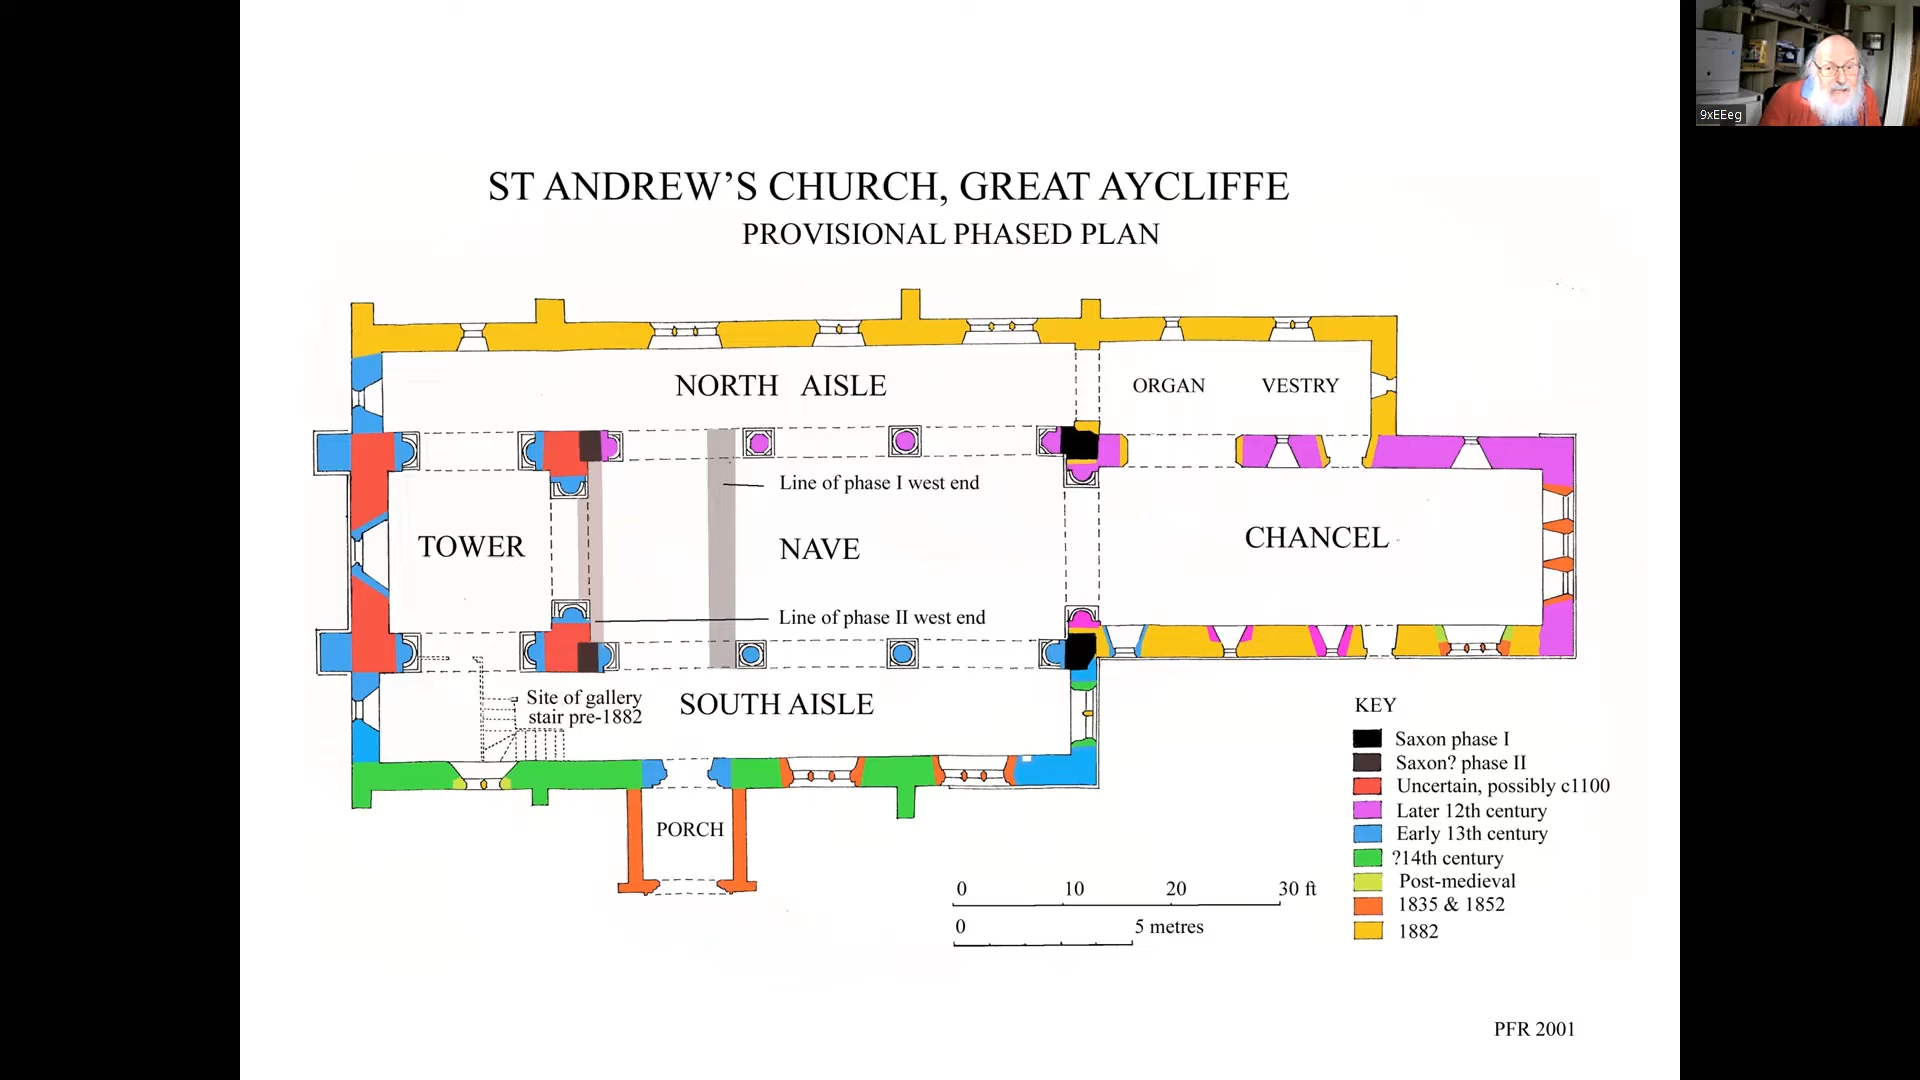 9xEEeg
ST ANDREW’S CHURCH, GREAT AYCLIFFE
PROVISIONAL PHASED PLAN
NORTH AISLE
ORGAN
VESTRY
Line of phase I west end
TOWER
NAVE
CHANCEL
Line of phase II west end
Site of gallery
stair pre-1882
SOUTH AISLE
PORCH
KEY
Saxon phase I
Saxon? phase II
Uncertain, possibly c1100
Later 12th century
Early 13th century
?14th century
Post-medieval
1835 & 1852
1882
0 10 20 30 ft
0 5 metres
PFR 2001